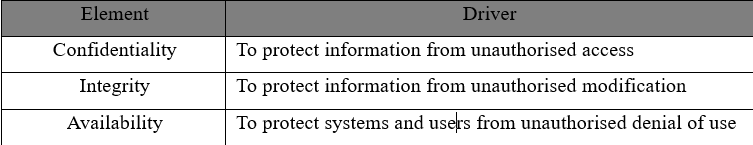 Element Driver
Confidentiality To protect information from unauthorised access
Integrity To protect information from unauthorised modification
Availability To protect systems and users from unauthorised denial of use